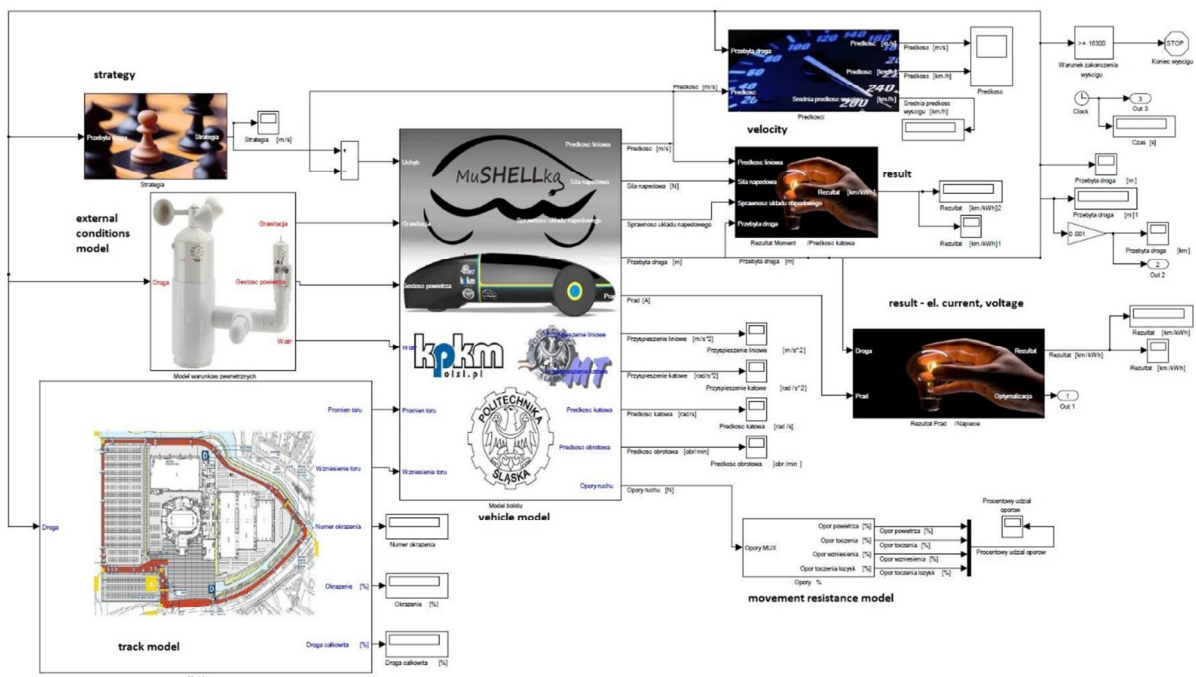 strategy
Przebyta droga
Strategia
Strategia
Strategia [m/s]
external
conditions
model
Grawitacja
Droga
Gestosc powietrza
Wiatr
Model warunkow zewnetrznych
Promien toru
Wzniesienie toru
Droga
Numer okrazenia
Okrazenie [%]
Droga calkowita [%]
track model
Numer okrazenia
Okrazenie [%]
Droga calkowita [%]
Uchyb
Grawitacja
Gestosc powietrza
Wiatr
Promien toru
Wzniesienie toru
MuSHELLka
kpkm
polsl.pl
MT
POLITECHNIKA
ŚLĄSKA
Predkosc liniowa
Sila napedowa
Sprawnosc ukladu napedowego
Przyspieszenie liniowe
Przyspieszenie katowe
Predkosc katowa
Predkosc obrotowa
Opory ruchu
Model bolidu
vehicle model
Predkosc [m/s]
Predkosc [m/s]
Sila napedowa [N]
Sprawnosc ukladu napedowego
Przebyta droga [m]
Przebyta droga [m]
Prad [A]
Przyspieszenie liniowe [m/s^2]
Przyspieszenie liniowe [m/s^2]
Przyspieszenie katowe [rad/s^2]
Przyspieszenie katowe [rad /s^2]
Predkosc katowa [rad/s]
Predkosc katowa [rad /s]
Predkosc obrotowa [obr/min]
Predkosc obrotowa [obr /min ]
Opory ruchu [N]
Przebyta droga
Predkosc
Predkosc [m/s]
Predkosc [km/h]
Srednia predkosc wyscigu [km/h]
Predkosci
velocity
Predkosc [m/s]
Predkosc [km/h]
Srednia predkosc
wyscigu [km/h]
Predkosc
Predkosc liniowa
Sila napedowa
Sprawnosc ukladu napedowego
Przebyta droga
Rezultat [km/kWh]
Rezultat Moment /Predkosc katowa
result
Rezultat [km/kWh]2
Rezultat [km/kWh]1
>= 16300
Warunek zakonczenia
wyscigu
STOP
Koniec wyscigu
Clock
3
Out 3
Czas [s]
Przebyta droga [m]
Przebyta droga [m]1
0.001
Przebyta droga [km]
2
Out 2
result - el. current, voltage
Droga
Prad
Rezultat
Optymalizacja
Rezultat Prad /Napiecie
Rezultat [km/kWh]
Rezultat [km/kWh]
Rezultat [km/kWh]
1
Out 1
Opory MUX
Opor powietrza [%]
Opor toczenia [%]
Opor wzniesienia [%]
Opor toczenia lozysk [%]
Opory %
Opor powietrza [%]
Opor toczenia [%]
Opor wzniesienia [%]
Opor toczenia lozysk [%]
Procentowy udzial
oporow
Procentowy udzial oporow
movement resistance model